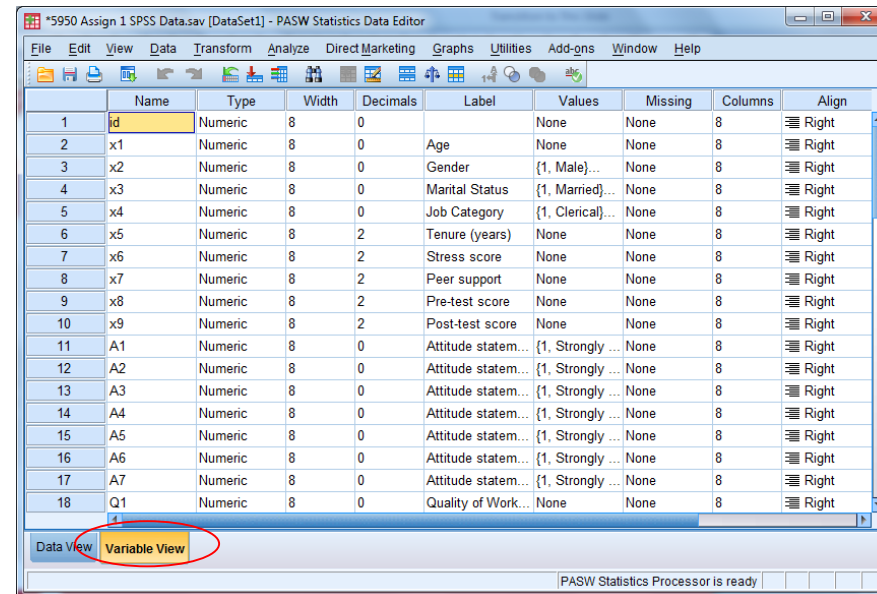 *5950 Assign 1 SPSS Data.sav [DataSet1] - PASW Statistics Data Editor
File Edit View Data Transform Analyze Direct Marketing Graphs Utilities Add-ons Window Help
Name Type Width Decimals Label Values Missing Columns Align
1 id Numeric 8 0 None None 8 Right
2 x1 Numeric 8 0 Age None None 8 Right
3 x2 Numeric 8 0 Gender {1, Male}... None 8 Right
4 x3 Numeric 8 0 Marital Status {1, Married}... None 8 Right
5 x4 Numeric 8 0 Job Category {1, Clerical}... None 8 Right
6 x5 Numeric 8 2 Tenure (years) None None 8 Right
7 x6 Numeric 8 2 Stress score None None 8 Right
8 x7 Numeric 8 2 Peer support None None 8 Right
9 x8 Numeric 8 2 Pre-test score None None 8 Right
10 x9 Numeric 8 2 Post-test score None None 8 Right
11 A1 Numeric 8 0 Attitude statem... {1, Strongly ... None 8 Right
12 A2 Numeric 8 0 Attitude statem... {1, Strongly ... None 8 Right
13 A3 Numeric 8 0 Attitude statem... {1, Strongly ... None 8 Right
14 A4 Numeric 8 0 Attitude statem... {1, Strongly ... None 8 Right
15 A5 Numeric 8 0 Attitude statem... {1, Strongly ... None 8 Right
16 A6 Numeric 8 0 Attitude statem... {1, Strongly ... None 8 Right
17 A7 Numeric 8 0 Attitude statem... {1, Strongly ... None 8 Right
18 Q1 Numeric 8 0 Quality of Work... None None 8 Right
Data View Variable View
PASW Statistics Processor is ready